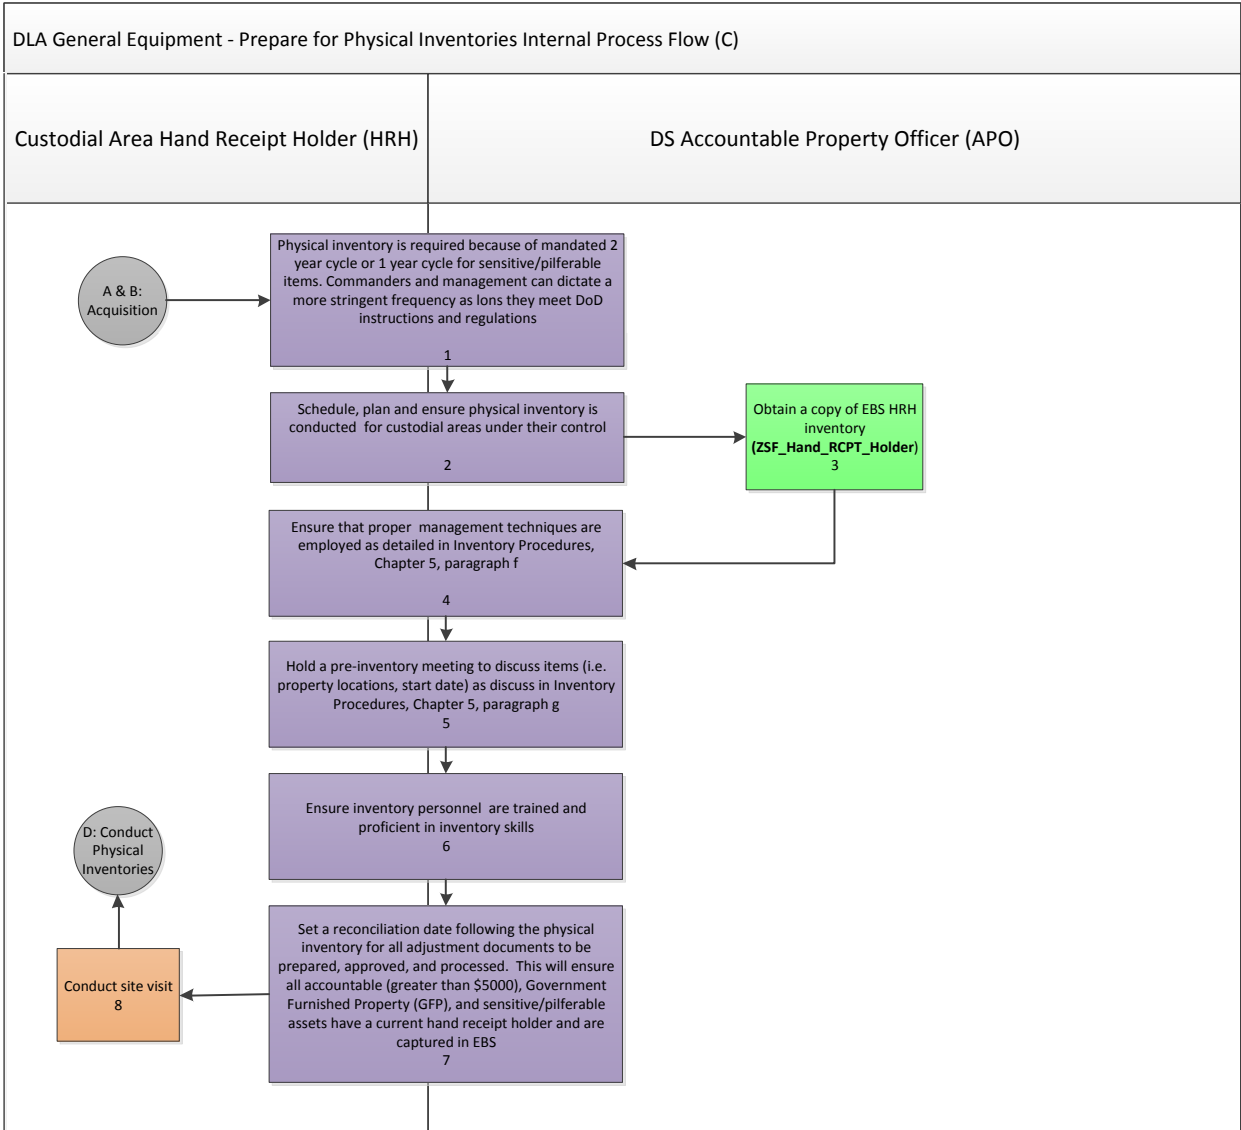 DLA General Equipment - Prepare for Physical Inventories Internal Process Flow (C)
Custodial Area Hand Receipt Holder (HRH)
DS Accountable Property Officer (APO)
A & B:
Acquisition
Physical inventory is required because of mandated 2
year cycle or 1 year cycle for sensitive/pilferable
items. Commanders and management can dictate a
more stringent frequency as lons they meet DoD
instructions and regulations
1
Schedule, plan and ensure physical inventory is
conducted for custodial areas under their control
2
Obtain a copy of EBS HRH
inventory
(ZSF_Hand_RCPT_Holder)
3
Ensure that proper management techniques are
employed as detailed in Inventory Procedures,
Chapter 5, paragraph f
4
Hold a pre-inventory meeting to discuss items (i.e.
property locations, start date) as discuss in Inventory
Procedures, Chapter 5, paragraph g
5
Ensure inventory personnel are trained and
proficient in inventory skills
6
Set a reconciliation date following the physical
inventory for all adjustment documents to be
prepared, approved, and processed. This will ensure
all accountable (greater than $5000), Government
Furnished Property (GFP), and sensitive/pilferable
assets have a current hand receipt holder and are
captured in EBS
7
Conduct site visit
8
D: Conduct
Physical
Inventories